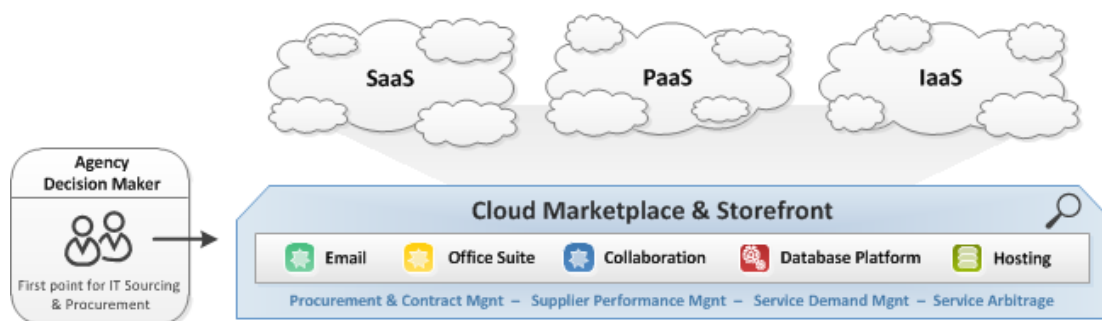 SaaS
PaaS
IaaS
Agency
Decision Maker
First point for IT Sourcing
& Procurement
Cloud Marketplace & Storefront
Email
Office Suite
Collaboration
Database Platform
Hosting
Procurement & Contract Mgnt – Supplier Performance Mgnt – Service Demand Mgnt – Service Arbitrage